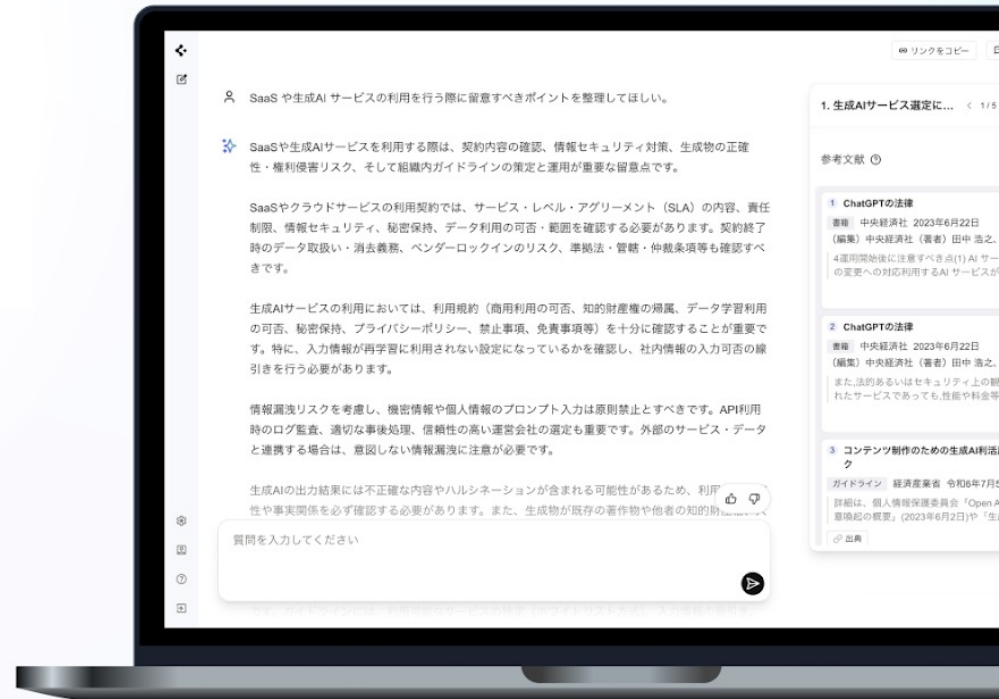 リンクをコピー
SaaS や生成AI サービスの利用を行う際に留意すべきポイントを整理してほしい。
SaaSや生成AIサービスを利用する際は、契約内容の確認、情報セキュリティ対策、生成物の正確
性・権利侵害リスク、そして組織内ガイドラインの策定と運用が重要な留意点です。
SaaSやクラウドサービスの利用契約では、サービス・レベル・アグリーメント（SLA）の内容、責任
制限、情報セキュリティ、秘密保持、データ利用の可否・範囲を確認する必要があります。契約終了
時のデータ取扱い・消去義務、ベンダーロックインのリスク、準拠法・管轄・仲裁条項等も確認すべ
きです。
生成AIサービスの利用においては、利用規約（商用利用の可否、知的財産権の帰属、データ学習利用
の可否、秘密保持、プライバシーポリシー、禁止事項、免責事項等）を十分に確認することが重要で
す。特に、入力情報が再学習に利用されない設定になっているかを確認し、社内情報の入力可否の線
引きを行う必要があります。
情報漏洩リスクを考慮し、機密情報や個人情報のプロンプト入力は原則禁止とすべきです。API利用
時のログ監査、適切な事後処理、信頼性の高い運営会社の選定も重要です。外部のサービス・データ
と連携する場合は、意図しない情報漏洩に注意が必要です。
生成AIの出力結果には不正確な内容やハルシネーションが含まれる可能性があるため、利用
性や事実関係を必ず確認する必要があります。また、生成物が既存の著作物や他者の知的財
質問を入力してください
1. 生成AIサービス選定に... < 1/5
参考文献
1 ChatGPTの法律
書籍 中央経済社 2023年6月22日
（編集）中央経済社（著者）田中 浩之、
4運用開始後に注意すべき点(1) AI サー
の変更への対応利用するAI サービスが
2 ChatGPTの法律
書籍 中央経済社 2023年6月22日
（編集）中央経済社（著者）田中 浩之、
また,法的あるいはセキュリティ上の観
れたサービスであっても,性能や料金等
3 コンテンツ制作のための生成AI利活
ク
ガイドライン 経済産業省 令和6年7月5
詳細は、個人情報保護委員会「Open A
意喚起の概要」(2023年6月2日)や「生
出典